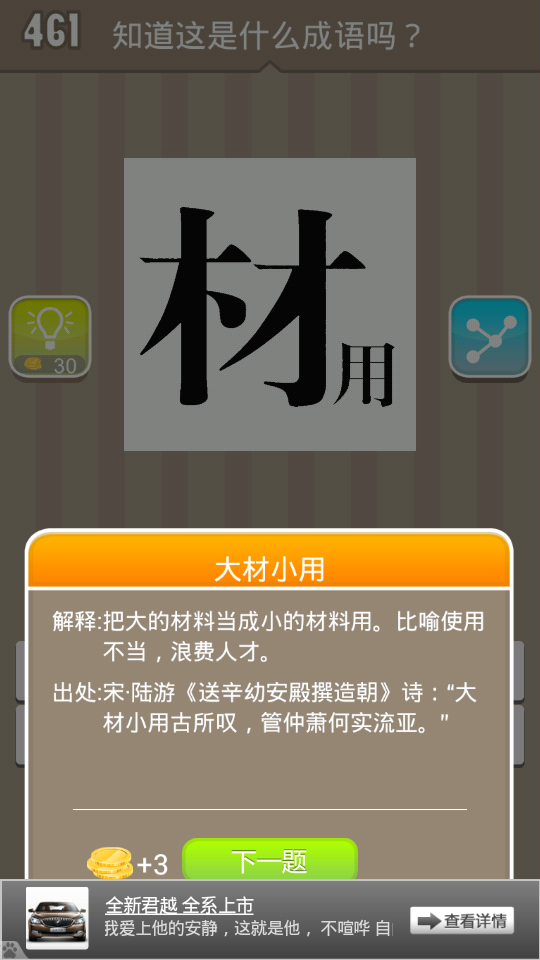 461 知道这是什么成语吗？
材用
30
大材小用
解释:把大的材料当成小的材料用。比喻使用
不当，浪费人才。
出处:宋·陆游《送辛幼安殿撰造朝》诗：“大
材小用古所叹，管仲萧何实流亚。”
+3 下一题
全新君越 全系上市
我爱上他的安静，这就是他， 不喧哗 自
查看详情